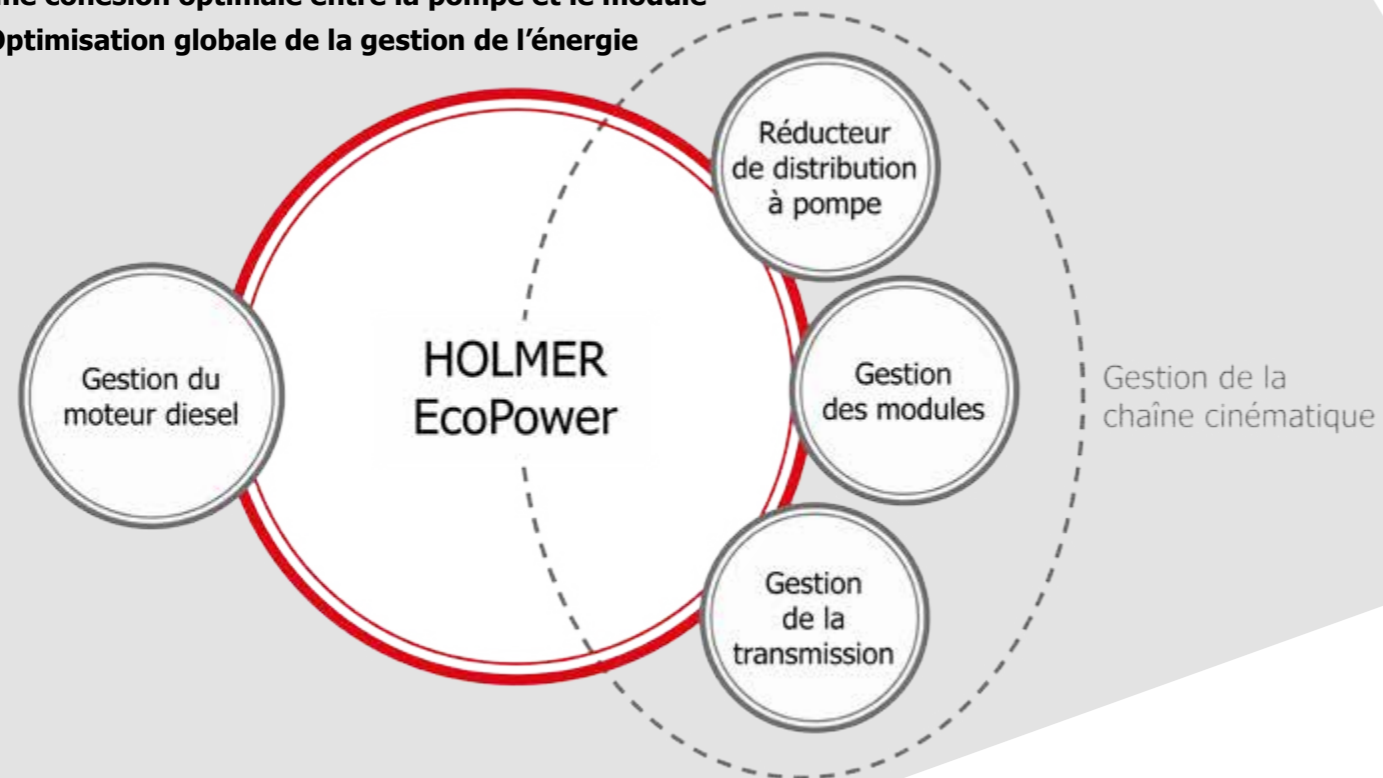 une cohésion optimale entre la pompe et le module
Optimisation globale de la gestion de l'énergie
Réducteur
de distribution
à pompe
Gestion du
moteur diesel
HOLMER
EcoPower
Gestion
des modules
Gestion de la
chaîne cinématique
Gestion
de la
transmission